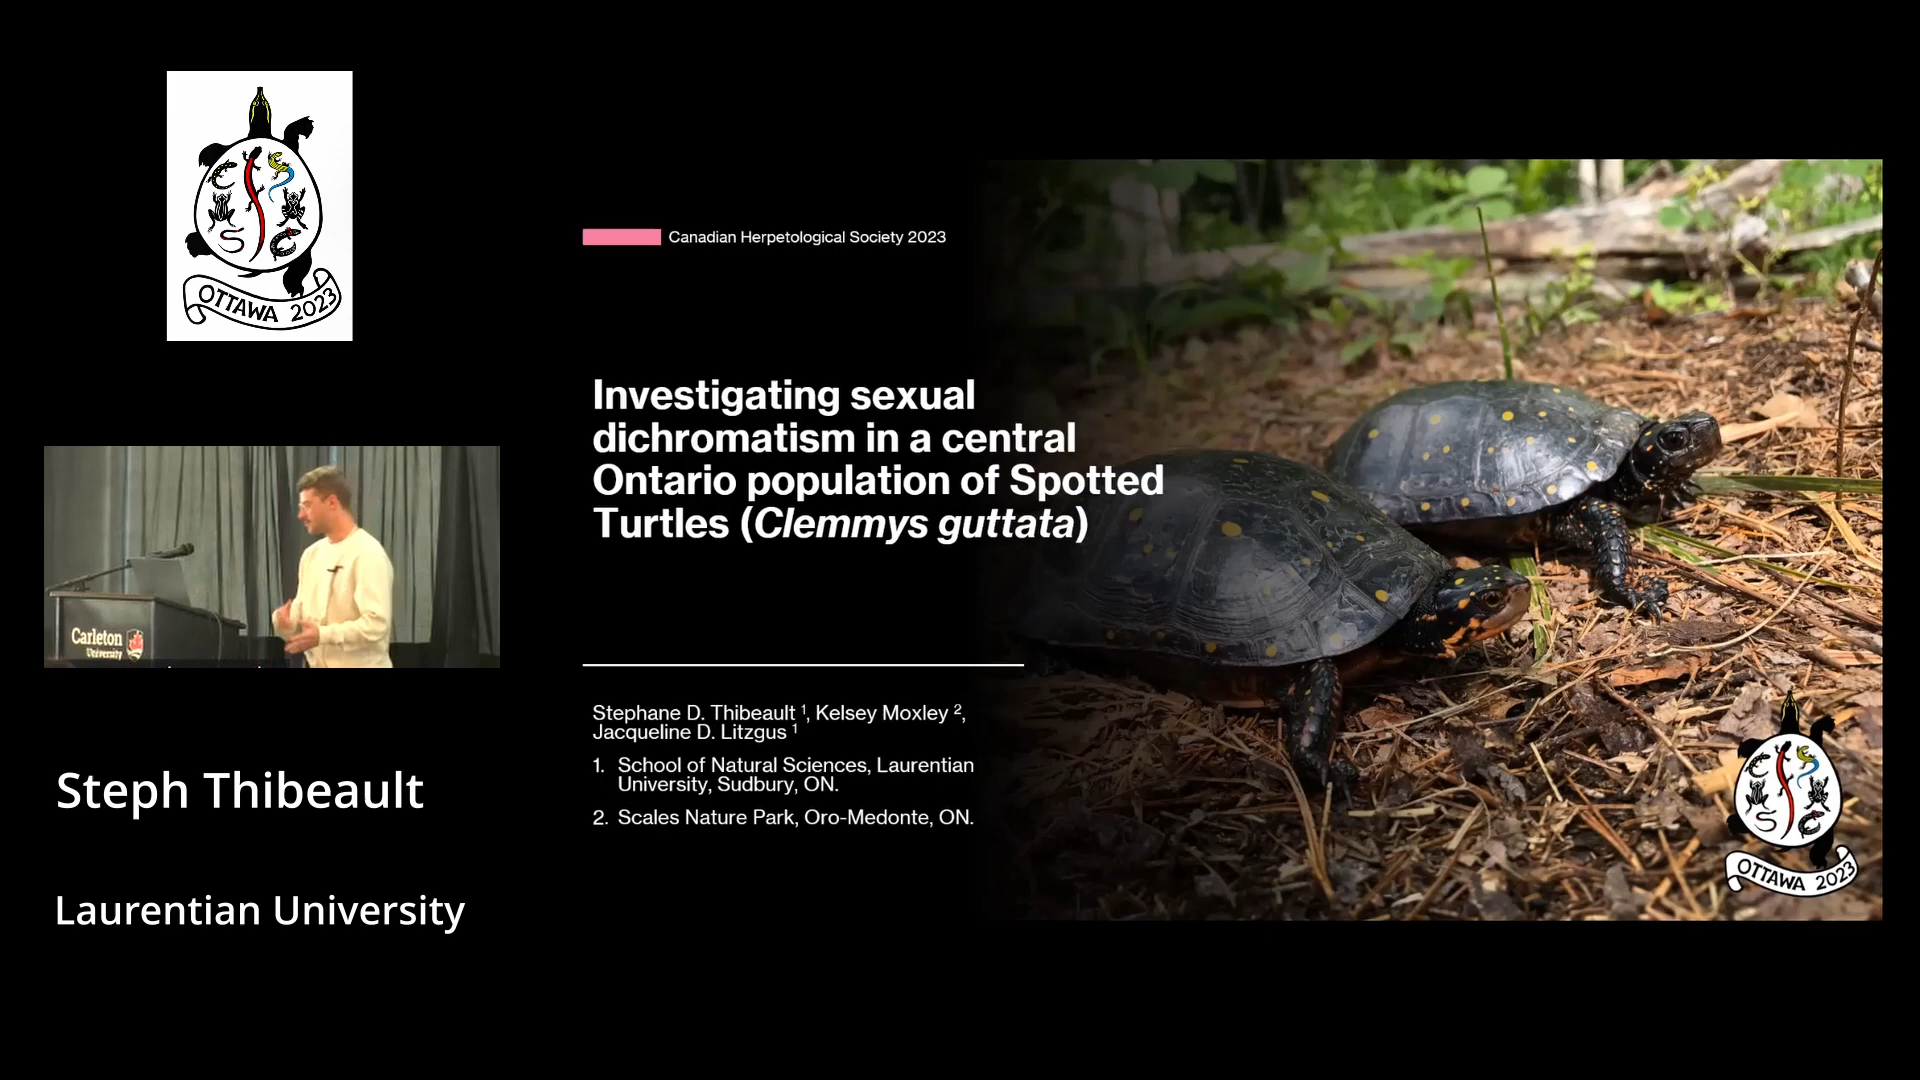 OTTAWA 2023
Canadian Herpetological Society 2023
Investigating sexual
dichromatism in a central
Ontario population of Spotted
Turtles (Clemmys guttata)
Carleton
University
Stephane D. Thibeault ¹, Kelsey Moxley ²,
Jacqueline D. Litzgus ¹
1. School of Natural Sciences, Laurentian
University, Sudbury, ON.
2. Scales Nature Park, Oro-Medonte, ON.
Steph Thibeault
Laurentian University
OTTAWA 2023